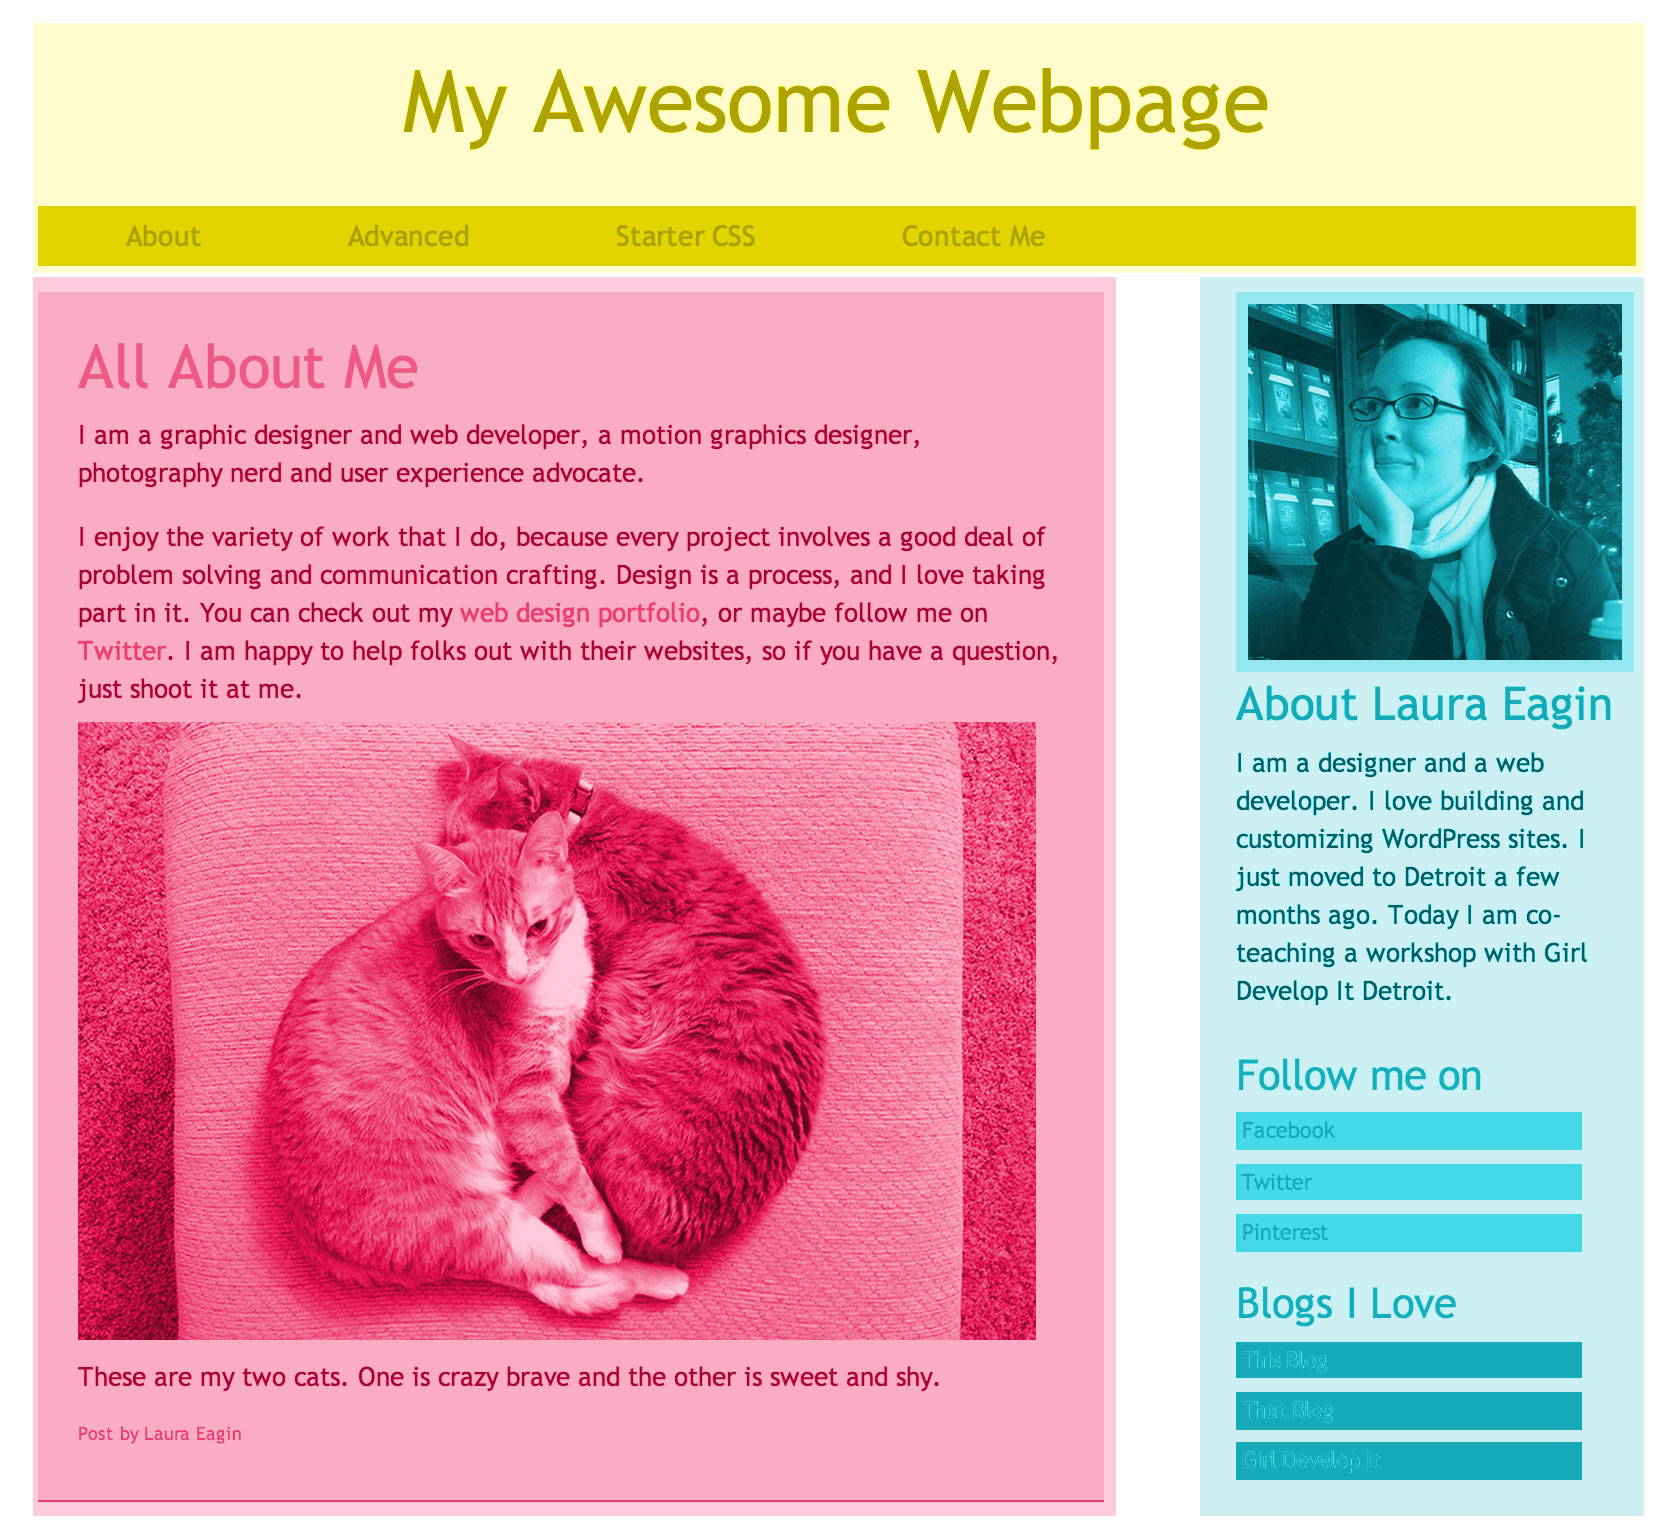 My Awesome Webpage
About
Advanced
Starter CSS
Contact Me
All About Me
I am a graphic designer and web developer, a motion graphics designer,
photography nerd and user experience advocate.
I enjoy the variety of work that I do, because every project involves a good deal of
problem solving and communication crafting. Design is a process, and I love taking
part in it. You can check out my web design portfolio, or maybe follow me on
Twitter. I am happy to help folks out with their websites, so if you have a question,
just shoot it at me.
These are my two cats. One is crazy brave and the other is sweet and shy.
Post by Laura Eagin
About Laura Eagin
I am a designer and a web
developer. I love building and
customizing WordPress sites. I
just moved to Detroit a few
months ago. Today I am co-
teaching a workshop with Girl
Develop It Detroit.
Follow me on
Facebook
Twitter
Pinterest
Blogs I Love
This Blog
That Blog
Girl Develop It